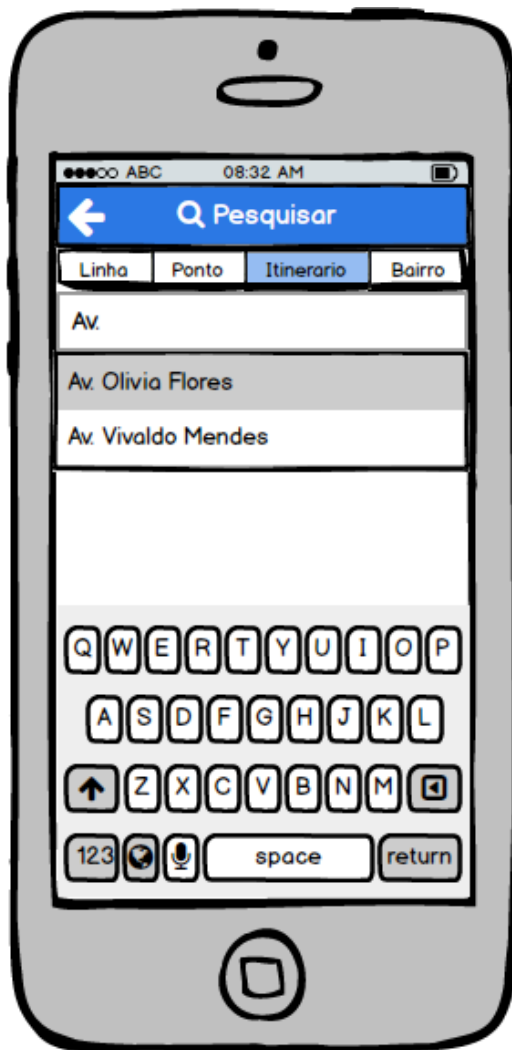 ABC 08:32 AM
Pesquisar
Linha Ponto Itinerario Bairro
Av.
Av. Olivia Flores
Av. Vivaldo Mendes
Q W E R T Y U I O P
A S D F G H J K L
Z X C V B N M
123 space return